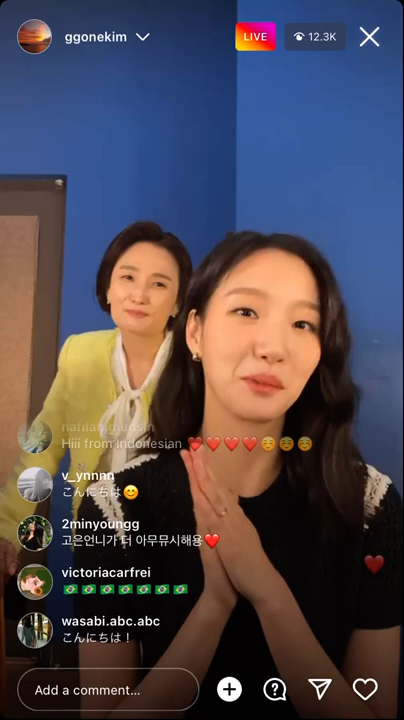 ggonekim
LIVE
12.3K
Hiii from Indonesian ❤️❤️❤️❤️☺️☺️☺️
v_ynnnn
こんにちは😊
2minyoungg
고은언니가 더 아무뮤시해용❤️
victoriacarfrei
🇧🇷🇧🇷🇧🇷🇧🇷🇧🇷🇧🇷🇧🇷
wasabi.abc.abc
こんにちは！
Add a comment...